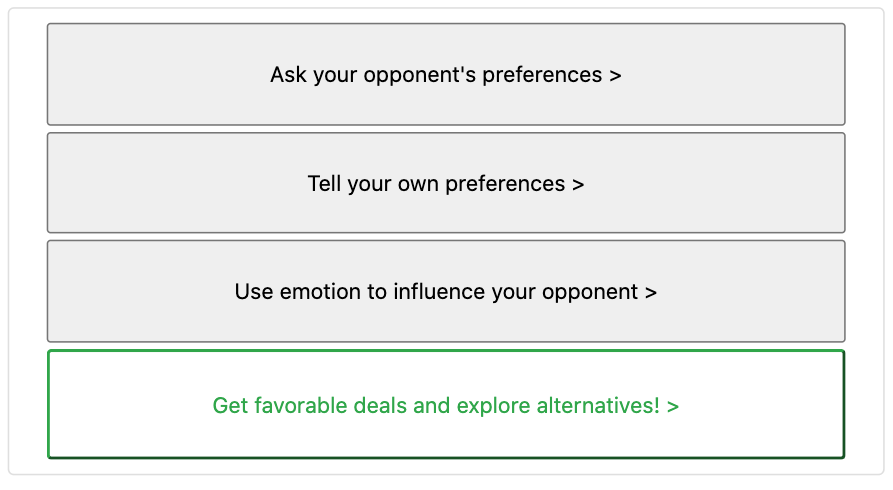 Ask your opponent's preferences >
Tell your own preferences >
Use emotion to influence your opponent >
Get favorable deals and explore alternatives! >